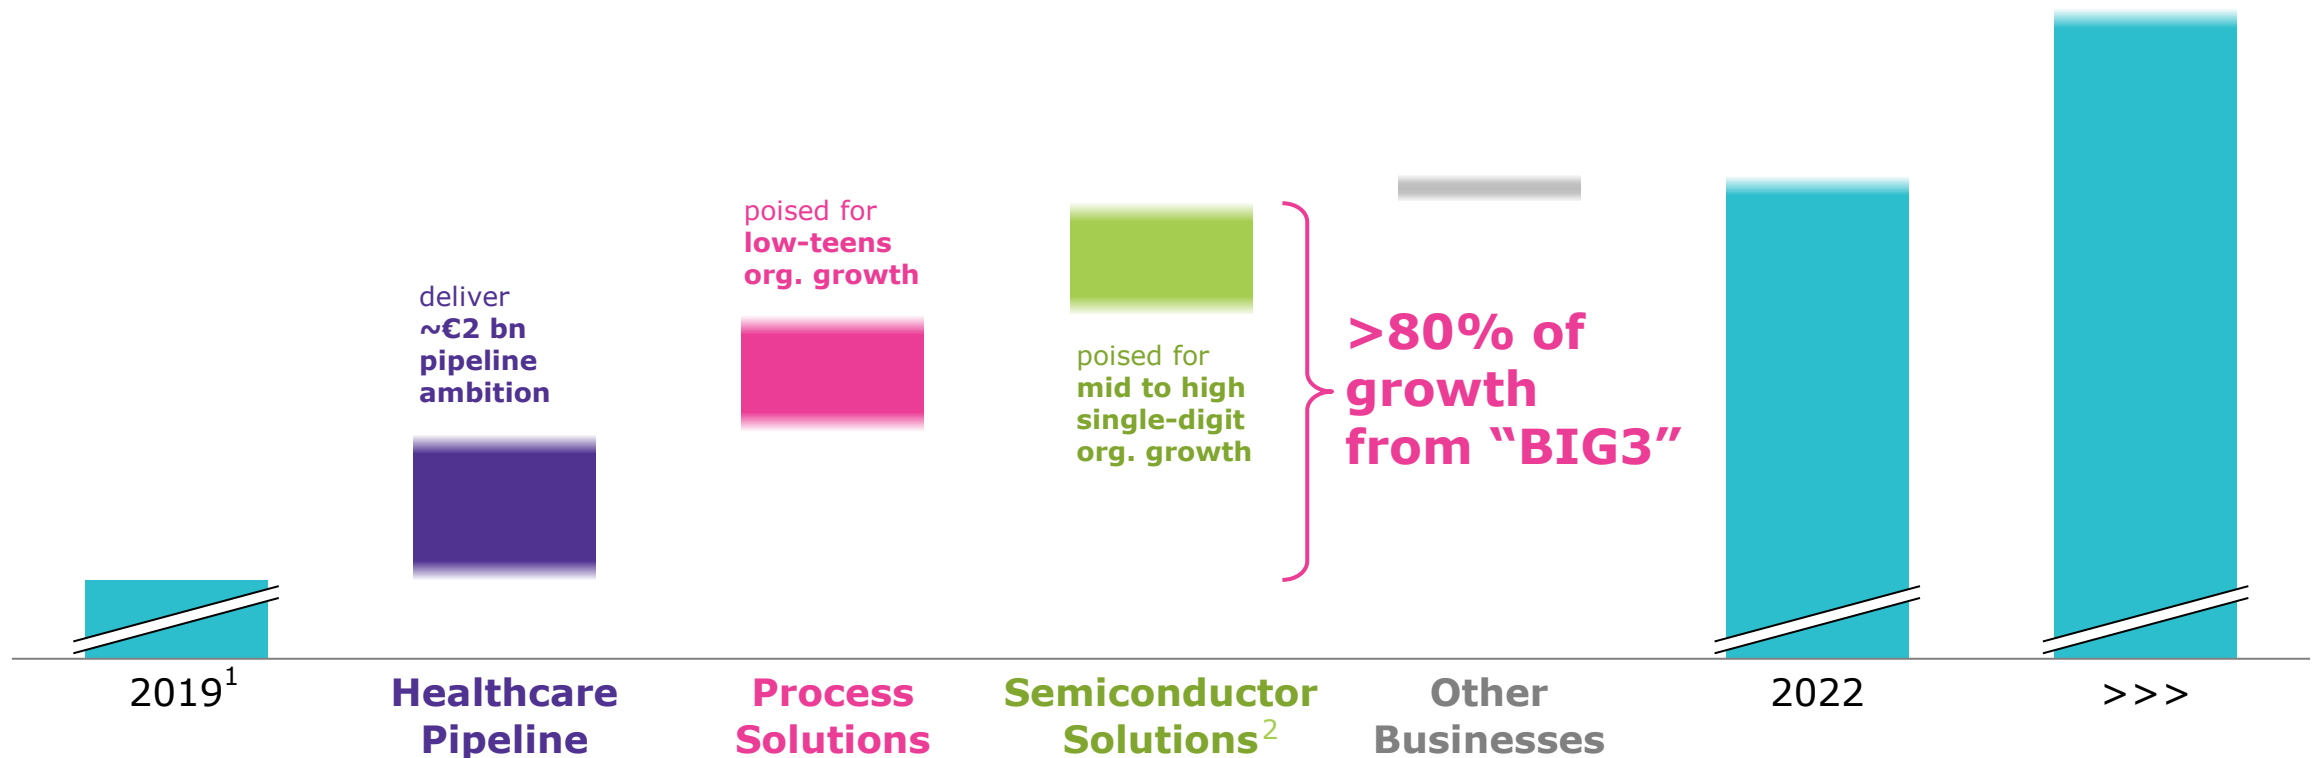 deliver
~€2 bn
pipeline
ambition
poised for
low-teens
org. growth
poised for
mid to high
single-digit
org. growth
>80% of
growth
from “BIG3”
2019¹
Healthcare
Pipeline
Process
Solutions
Semiconductor
Solutions²
Other
Businesses
2022
>>>